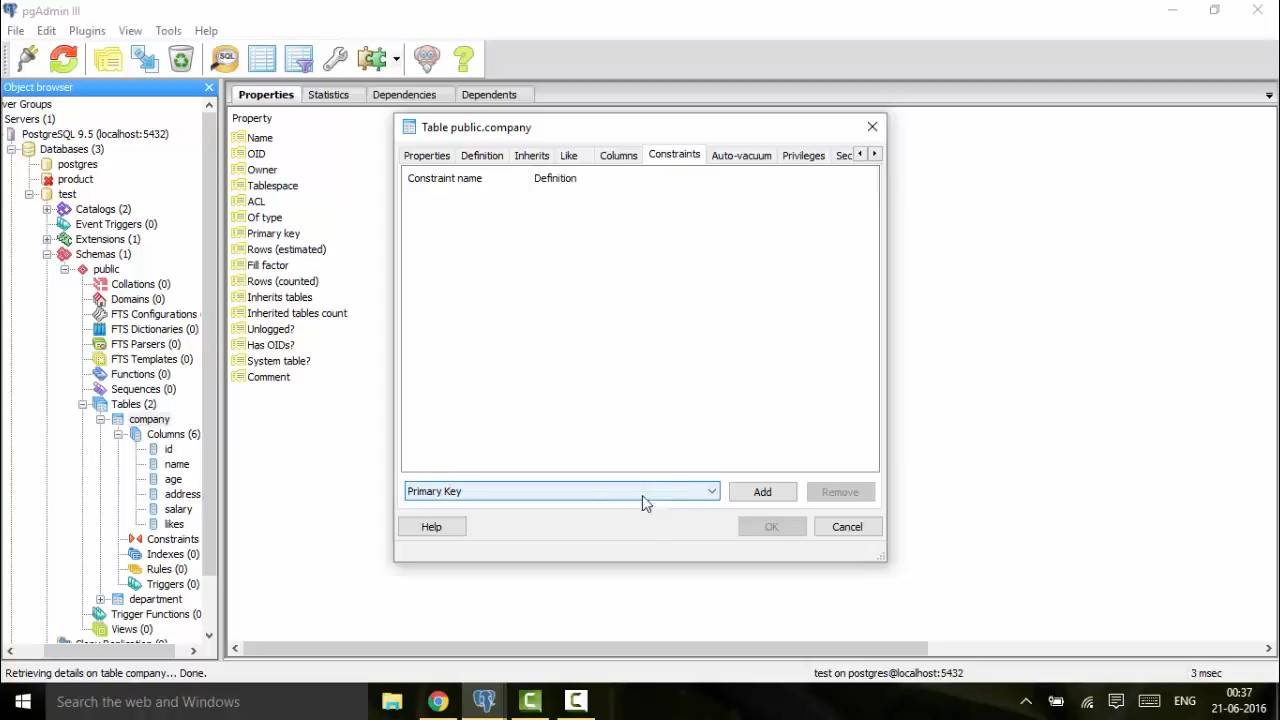 pgAdmin III
File Edit Plugins View Tools Help
SQL
Object browser
ver Groups
Servers (1)
PostgreSQL 9.5 (localhost:5432)
Databases (3)
postgres
product
test
Catalogs (2)
Event Triggers (0)
Extensions (1)
Schemas (1)
public
Collations (0)
Domains (0)
FTS Configurations
FTS Dictionaries (0)
FTS Parsers (0)
FTS Templates (0)
Functions (0)
Sequences (0)
Tables (2)
company
Columns (6)
id
name
age
address
salary
likes
Constraints
Indexes (0)
Rules (0)
Triggers (0)
department
Trigger Functions (0
Views (0)
Properties Statistics Dependencies Dependents
Property
Name
OID
Owner
Tablespace
ACL
Of type
Primary key
Rows (estimated)
Fill factor
Rows (counted)
Inherits tables
Inherited tables count
Unlogged?
Has OIDs?
System table?
Comment
Table public.company
Properties Definition Inherits Like Columns Constraints Auto-vacuum Privileges Sec
Constraint name Definition
Primary Key Add Remove
Help OK Cancel
Retrieving details on table company... Done. test on postgres@localhost:5432 3 msec
Search the web and Windows
ENG
00:37
21-06-2016